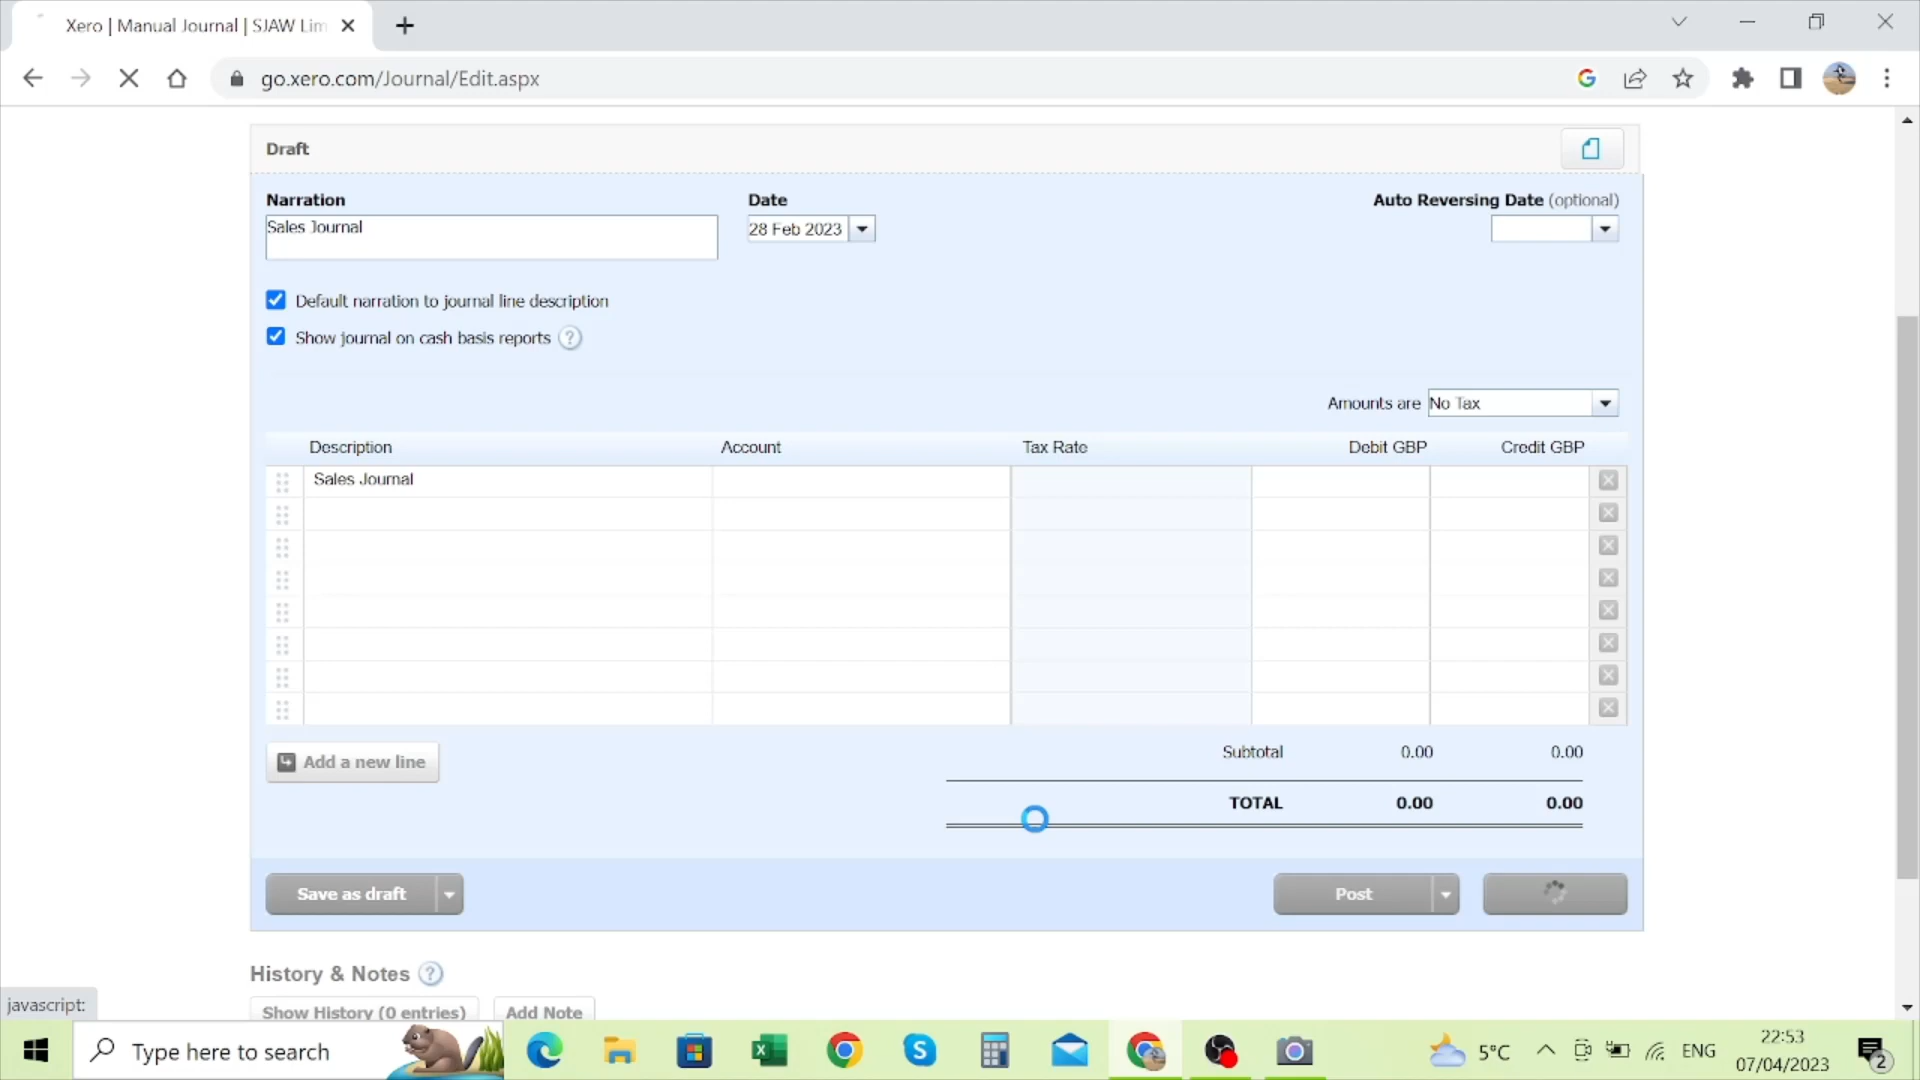 Xero | Manual Journal | SJAW Lim
go.xero.com/Journal/Edit.aspx
Draft
Narration
Date
Auto Reversing Date (optional)
Sales Journal
28 Feb 2023
Default narration to journal line description
Show journal on cash basis reports ?
Amounts are No Tax
Description Account Tax Rate Debit GBP Credit GBP
Sales Journal
Add a new line
Subtotal 0.00 0.00
TOTAL 0.00 0.00
Save as draft
Post
History & Notes ?
javascript:
Show History (0 entries) Add Note
Type here to search
5°C
ENG
22:53
07/04/2023
2